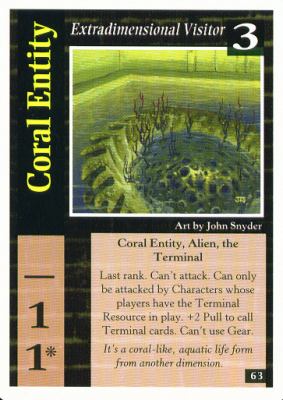 Coral Entity
Extradimensional Visitor
3
Art by John Snyder
Coral Entity, Alien, the
Terminal
Last rank. Can't attack. Can only
be attacked by Characters whose
players have the Terminal
Resource in play. +2 Pull to call
Terminal cards. Can't use Gear.
It's a coral-like, aquatic life form
from another dimension.
—
1
1*
63